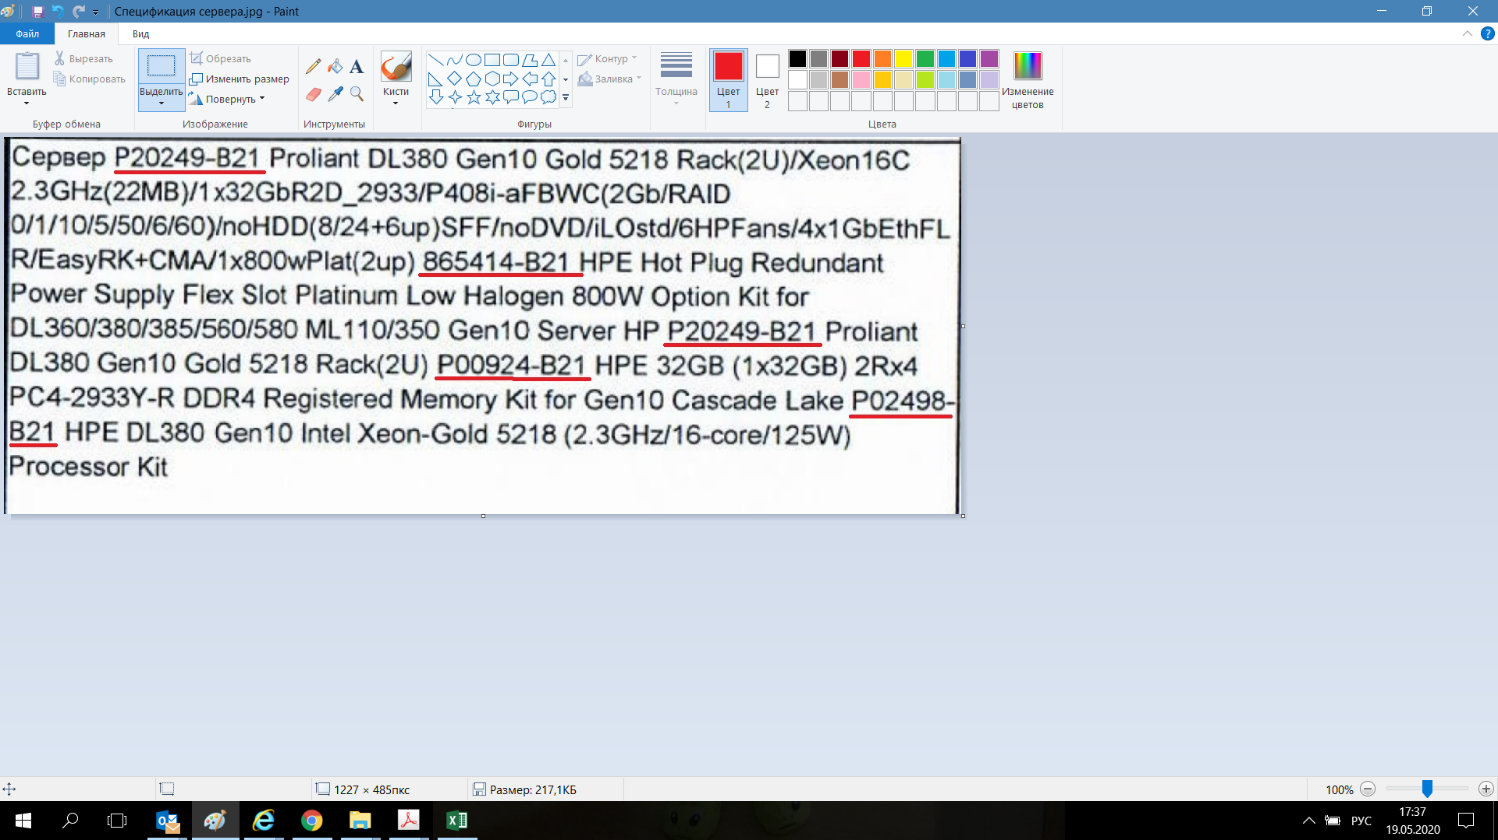 Спецификация сервера.jpg - Paint
Файл Главная Вид
Вставить
Вырезать
Копировать
Буфер обмена
Выделить
Обрезать
Изменить размер
Повернуть
Изображение
Инструменты
Кисти
Контур
Заливка
Фигуры
Толщина
Цвет 1
Цвет 2
Изменение цветов
Цвета
Сервер P20249-B21 Proliant DL380 Gen10 Gold 5218 Rack(2U)/Xeon16C
2.3GHz(22MB)/1x32GbR2D_2933/P408i-aFBWC(2Gb/RAID
0/1/10/5/50/6/60)/noHDD(8/24+6up)SFF/noDVD/iLOstd/6HPFans/4x1GbEthFL
R/EasyRK+CMA/1x800wPlat(2up) 865414-B21 HPE Hot Plug Redundant
Power Supply Flex Slot Platinum Low Halogen 800W Option Kit for
DL360/380/385/560/580 ML110/350 Gen10 Server HP P20249-B21 Proliant
DL380 Gen10 Gold 5218 Rack(2U) P00924-B21 HPE 32GB (1x32GB) 2Rx4
PC4-2933Y-R DDR4 Registered Memory Kit for Gen10 Cascade Lake P02498-
B21 HPE DL380 Gen10 Intel Xeon-Gold 5218 (2.3GHz/16-core/125W)
Processor Kit
1227 × 485пкс
Размер: 217,1КБ
100%
РУС
17:37
19.05.2020